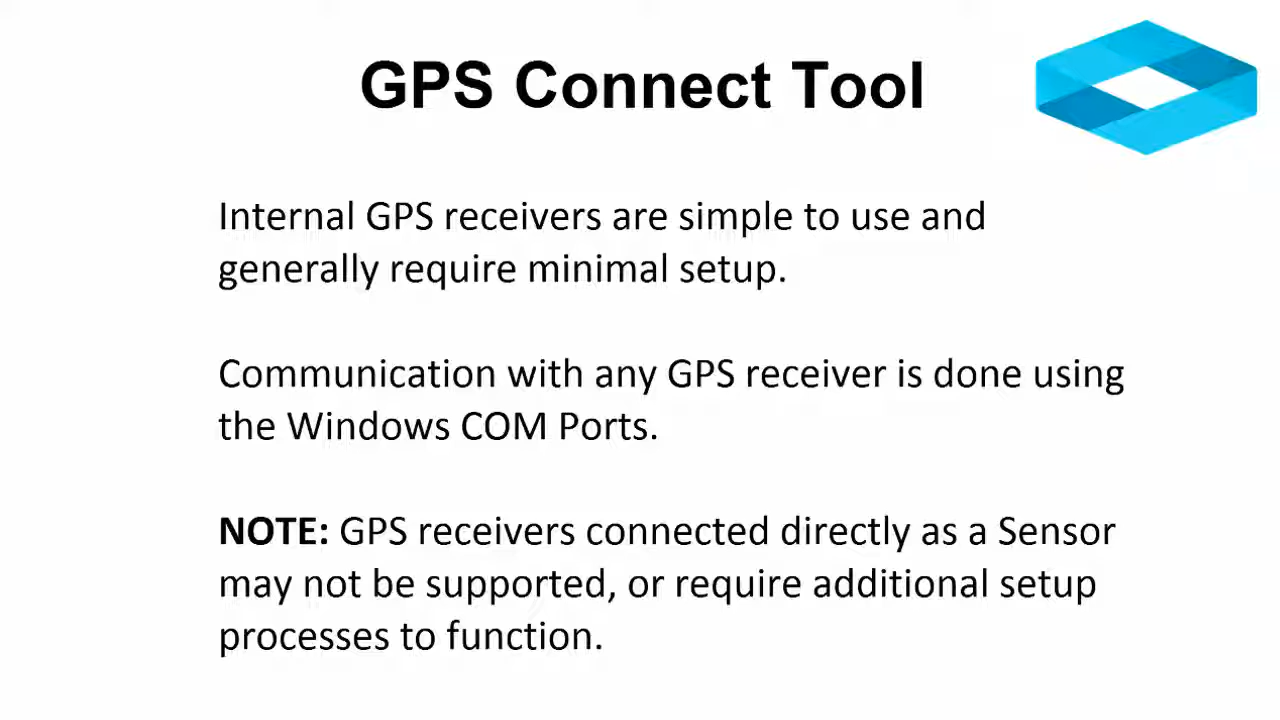 GPS Connect Tool
Internal GPS receivers are simple to use and
generally require minimal setup.
Communication with any GPS receiver is done using
the Windows COM Ports.
NOTE: GPS receivers connected directly as a Sensor
may not be supported, or require additional setup
processes to function.